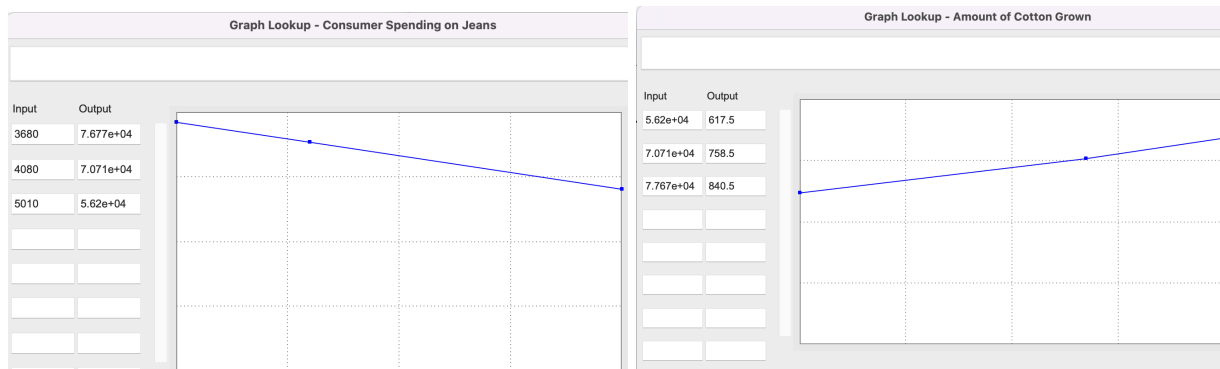 Graph Lookup - Consumer Spending on Jeans
Input Output
3680 7.677e+04
4080 7.071e+04
5010 5.62e+04
Graph Lookup - Amount of Cotton Grown
Input Output
5.62e+04 617.5
7.071e+04 758.5
7.767e+04 840.5